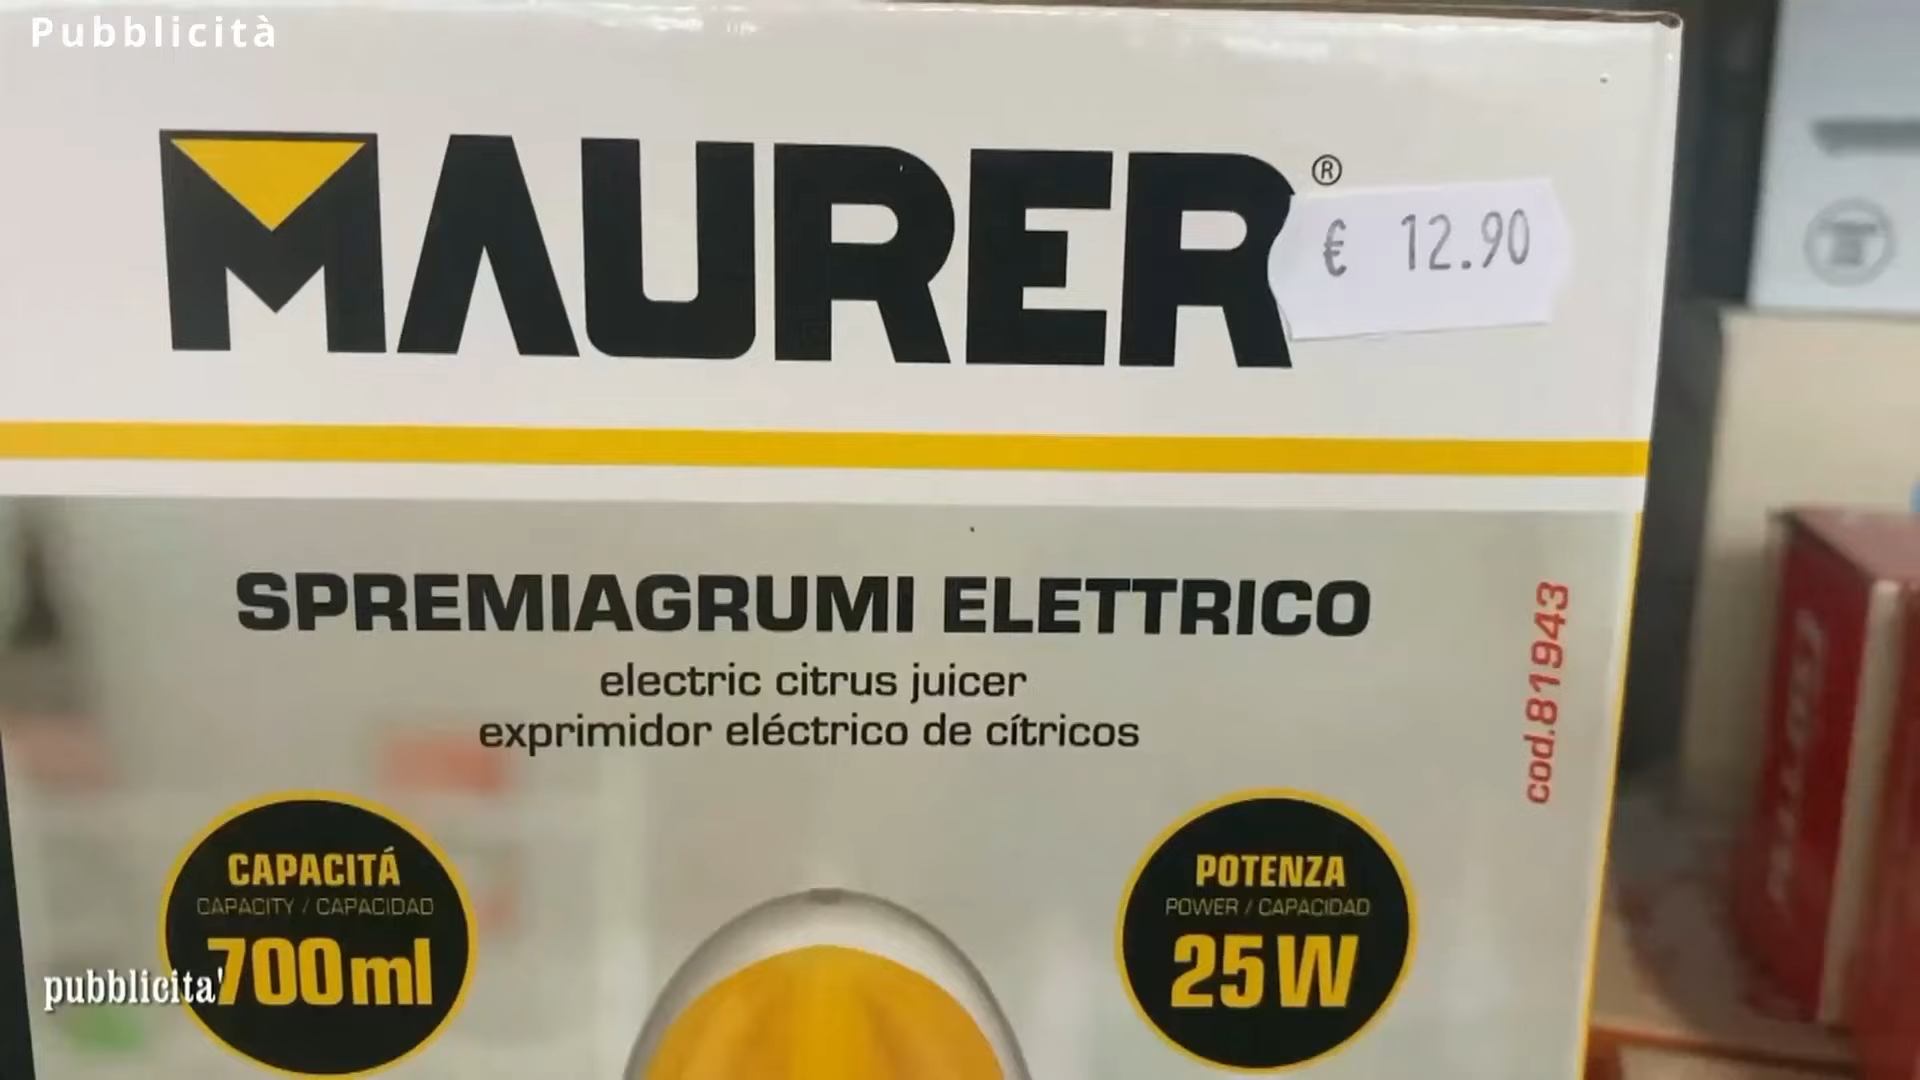 Pubblicità
MAURER®
€ 12.90
SPREMIAGRUMI ELETTRICO
electric citrus juicer
exprimidor eléctrico de cítricos
cod.81943
CAPACITÁ
CAPACITY / CAPACIDAD
700ml
POTENZA
POWER / CAPACIDAD
25W
pubblicita'